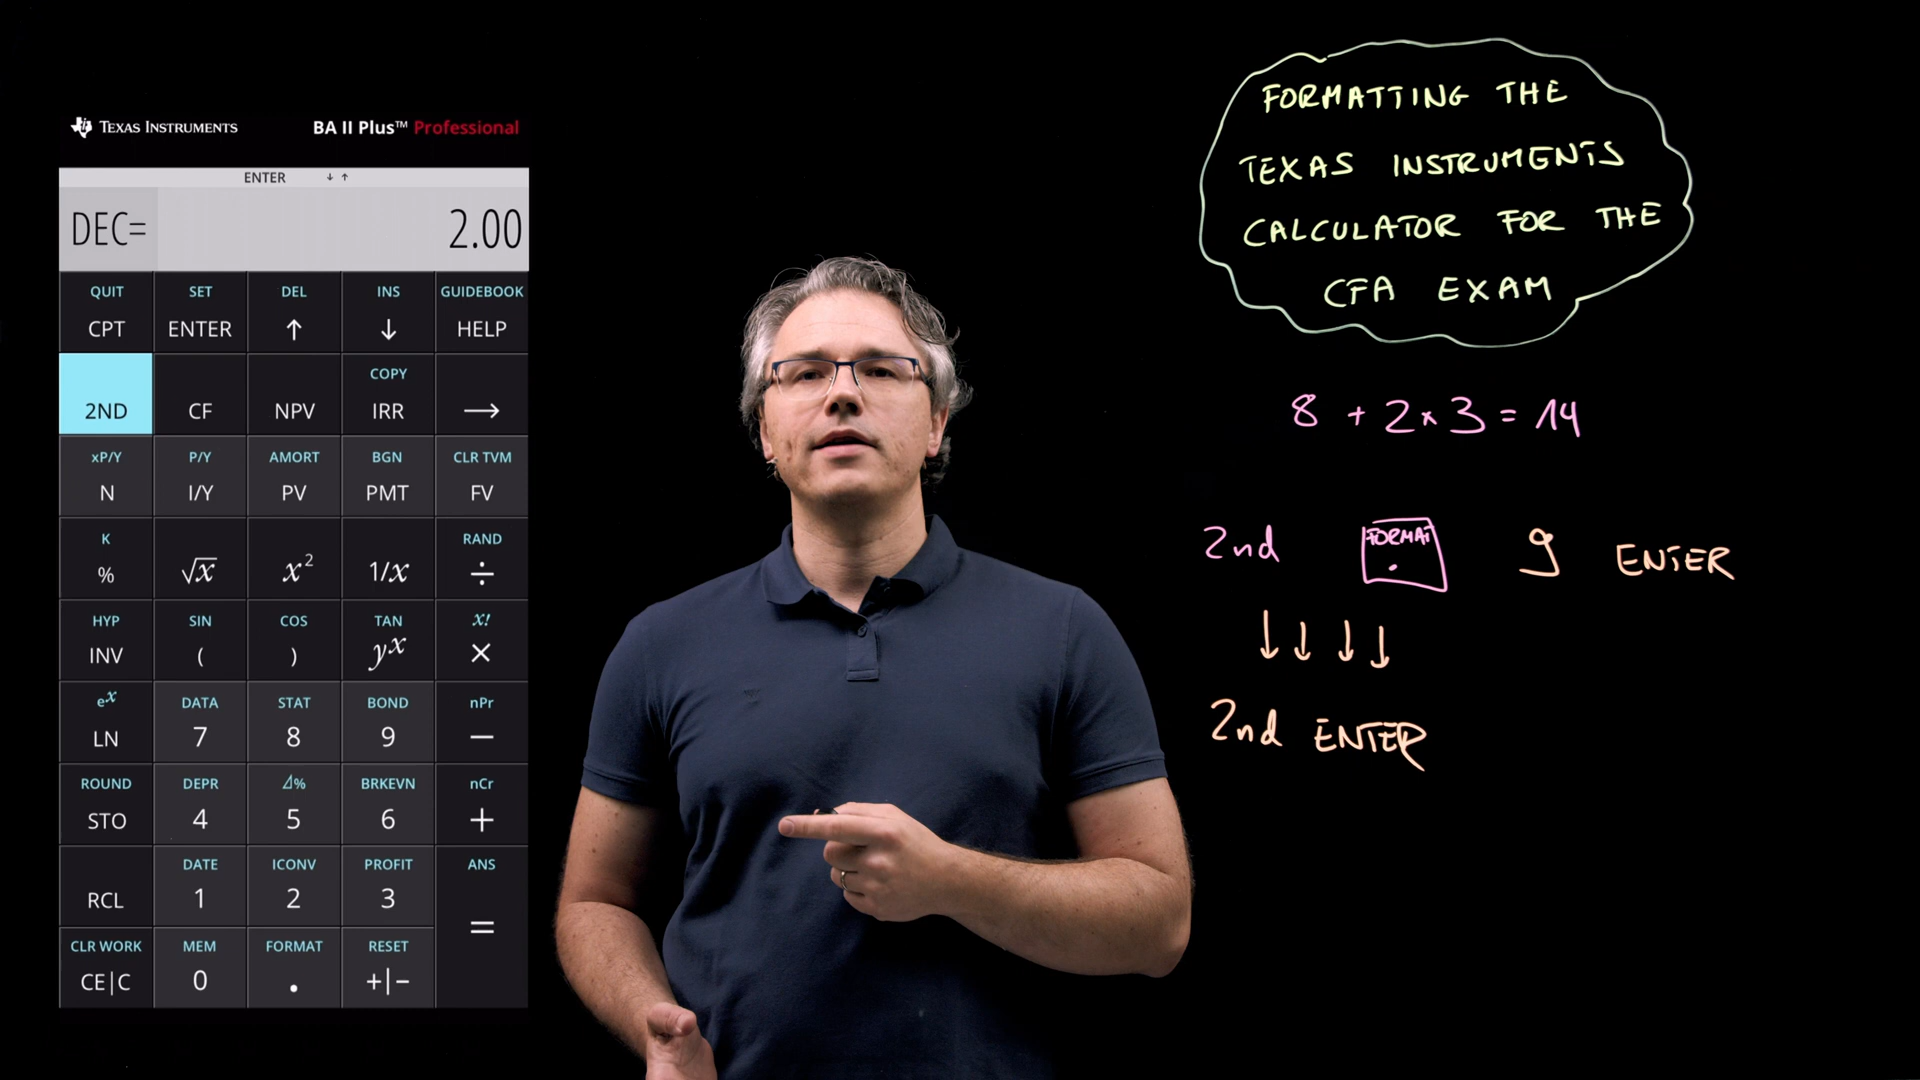 TEXAS INSTRUMENTS BA II Plus™ Professional
ENTER ↓ ↑
DEC= 2.00
QUIT SET DEL INS GUIDEBOOK
CPT ENTER ↑ ↓ HELP
COPY
2ND CF NPV IRR →
xP/Y P/Y AMORT BGN CLR TVM
N I/Y PV PMT FV
K RAND
% √x x² 1/x ÷
HYP SIN COS TAN x!
INV ( ) yˣ ×
eˣ DATA STAT BOND nPr
LN 7 8 9 −
ROUND DEPR Δ% BRKEVN nCr
STO 4 5 6 +
DATE ICONV PROFIT ANS
RCL 1 2 3 =
CLR WORK MEM FORMAT RESET
CE|C 0 . +|−
FORMATTING THE
TEXAS INSTRUMENTS
CALCULATOR FOR THE
CFA EXAM
8 + 2 × 3 = 14
2nd FORMAT . 9 ENTER
↓ ↓ ↓ ↓
2nd ENTER